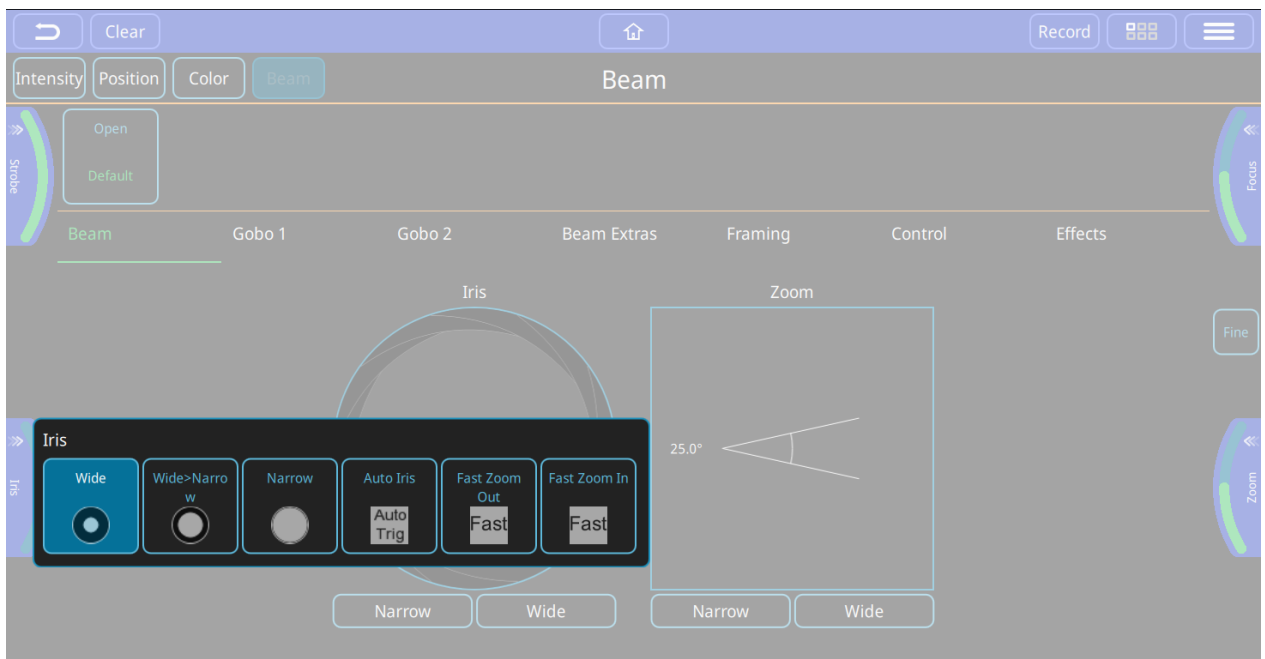 Clear
Record
Intensity
Position
Color
Beam
Beam
Strobe
Open
Default
Focus
Beam
Gobo 1
Gobo 2
Beam Extras
Framing
Control
Effects
Iris
Zoom
Fine
25.0°
Iris
Iris
Wide
Wide>Narro
w
Narrow
Auto Iris
Auto
Trig
Fast Zoom
Out
Fast
Fast Zoom In
Fast
Zoom
Narrow
Wide
Narrow
Wide